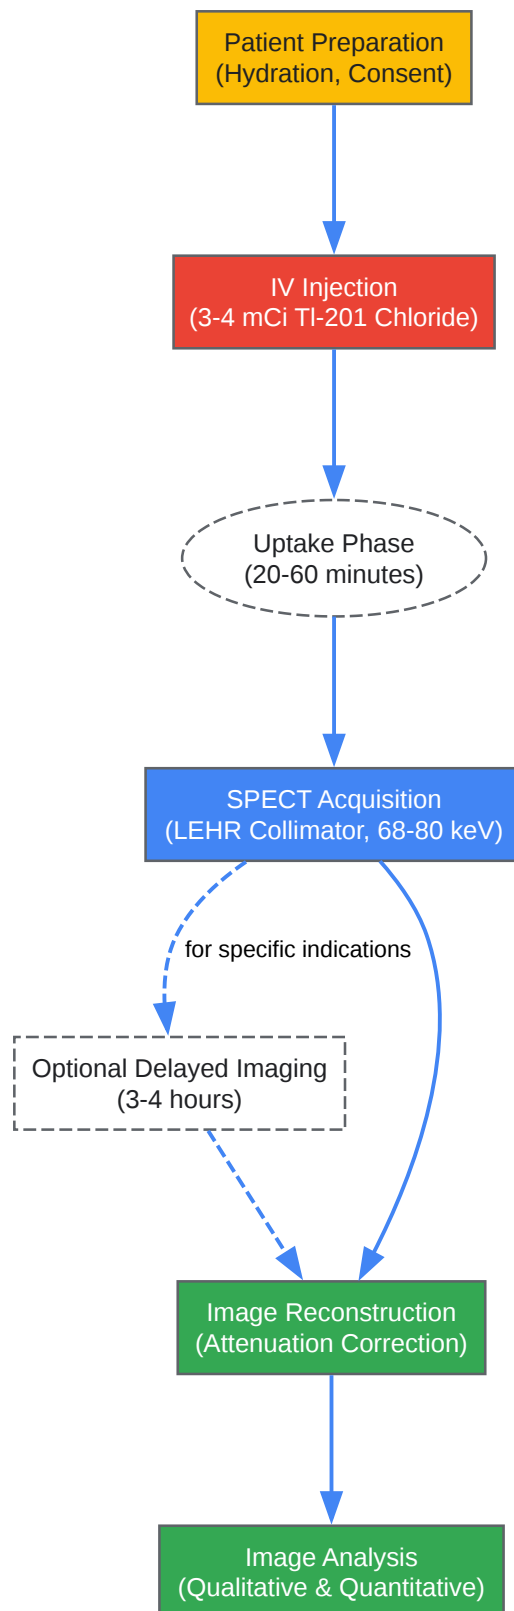 Patient Preparation
(Hydration, Consent)
IV Injection
(3-4 mCi Tl-201 Chloride)
Uptake Phase
(20-60 minutes)
SPECT Acquisition
(LEHR Collimator, 68-80 keV)
for specific indications
Optional Delayed Imaging
(3-4 hours)
Image Reconstruction
(Attenuation Correction)
Image Analysis
(Qualitative & Quantitative)